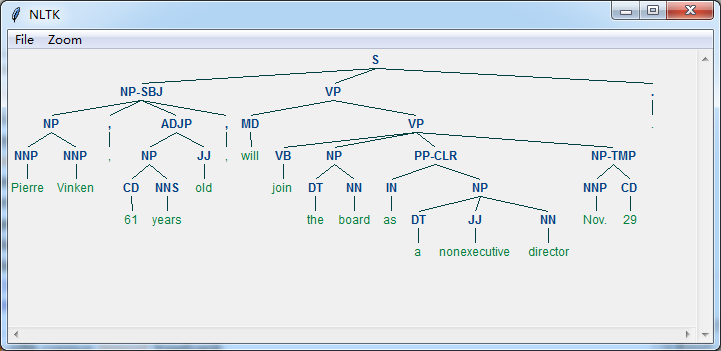 NLTK
File Zoom
S
NP-SBJ VP .
NP , ADJP , MD VP .
NNP NNP , NP JJ , will VB NP PP-CLR NP-TMP
Pierre Vinken CD NNS old join DT NN IN NP NNP CD
61 years the board as DT JJ NN Nov. 29
a nonexecutive director